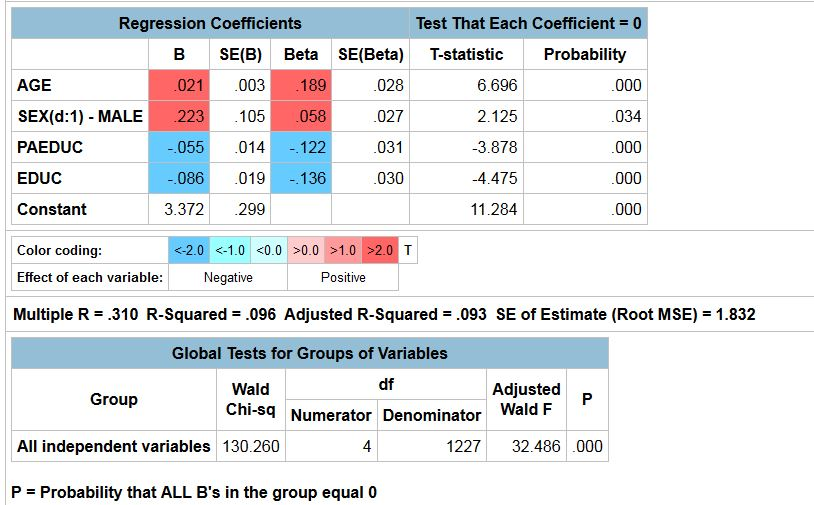 Regression Coefficients Test That Each Coefficient = 0
B SE(B) Beta SE(Beta) T-statistic Probability
AGE .021 .003 .189 .028 6.696 .000
SEX(d:1) - MALE .223 .105 .058 .027 2.125 .034
PAEDUC -.055 .014 -.122 .031 -3.878 .000
EDUC -.086 .019 -.136 .030 -4.475 .000
Constant 3.372 .299 11.284 .000
Color coding: <-2.0 <-1.0 <0.0 >0.0 >1.0 >2.0 T
Effect of each variable: Negative Positive
Multiple R = .310 R-Squared = .096 Adjusted R-Squared = .093 SE of Estimate (Root MSE) = 1.832
Global Tests for Groups of Variables
Group Wald Chi-sq df Adjusted Wald F P
Numerator Denominator
All independent variables 130.260 4 1227 32.486 .000
P = Probability that ALL B's in the group equal 0